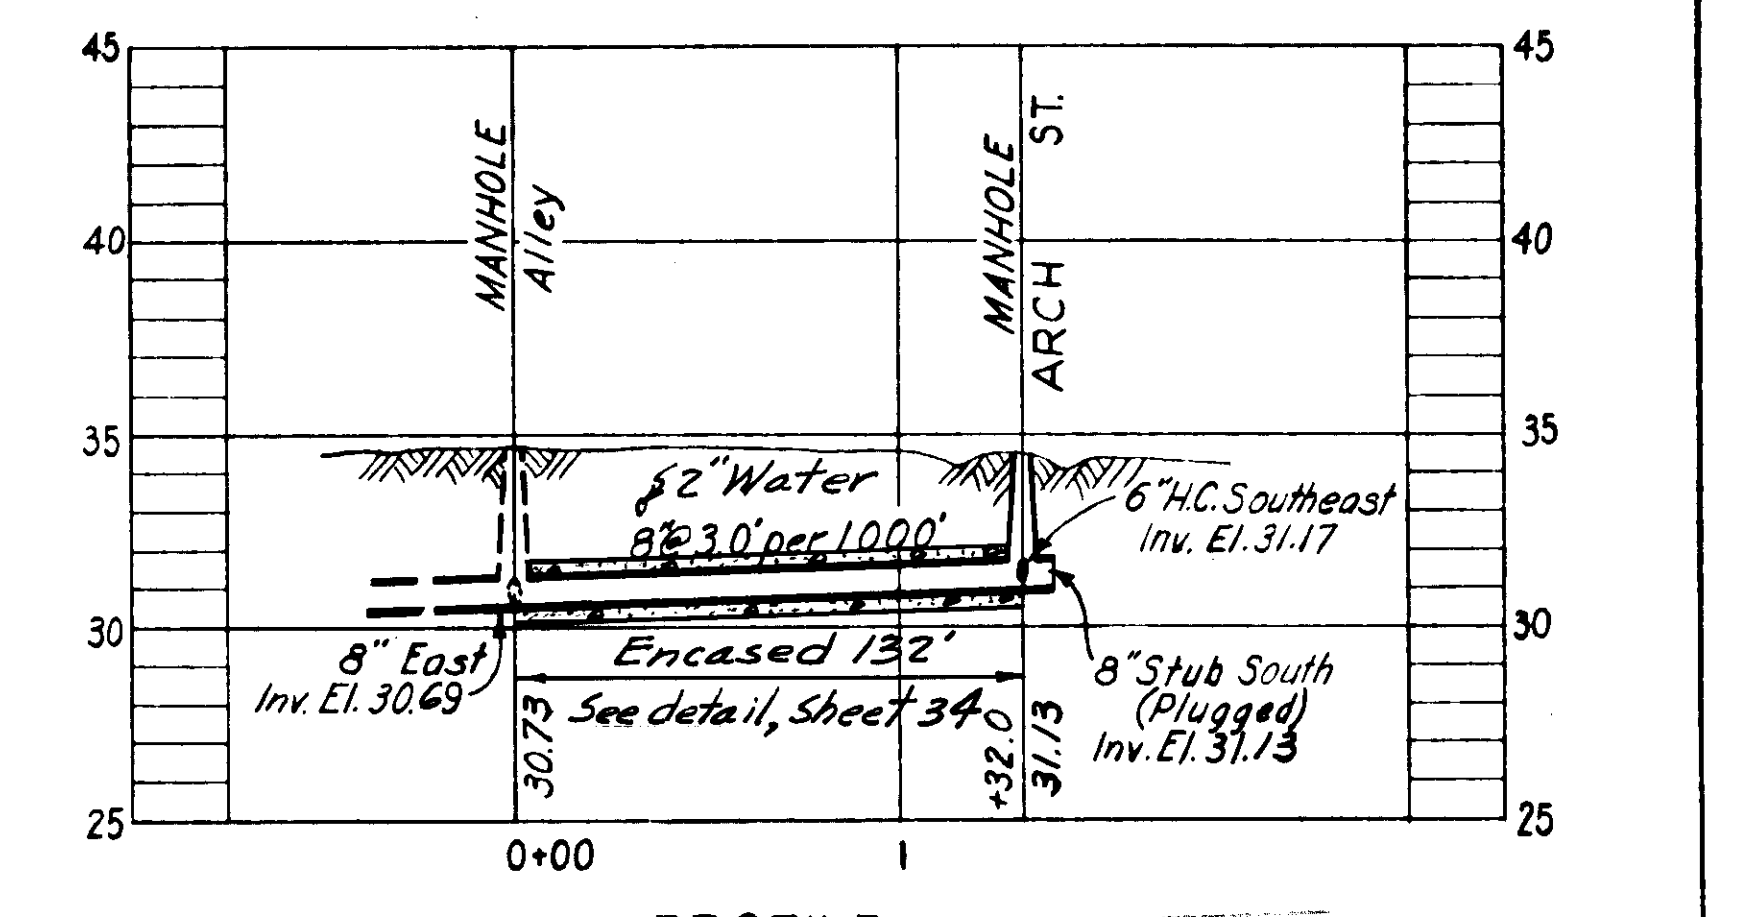 45 45
MANHOLE
Alley
MANHOLE
ARCH ST.
40 40
35 35
2" Water
8"@3.0' per 1000'
6"H.C. Southeast
Inv. El. 31.17
30 30
8" East
Inv. El. 30.69
Encased 132'
See detail, Sheet 34
8" Stub South
(Plugged)
Inv. El. 31.13
30.73
+32.0
31.13
25 25
0+00 1